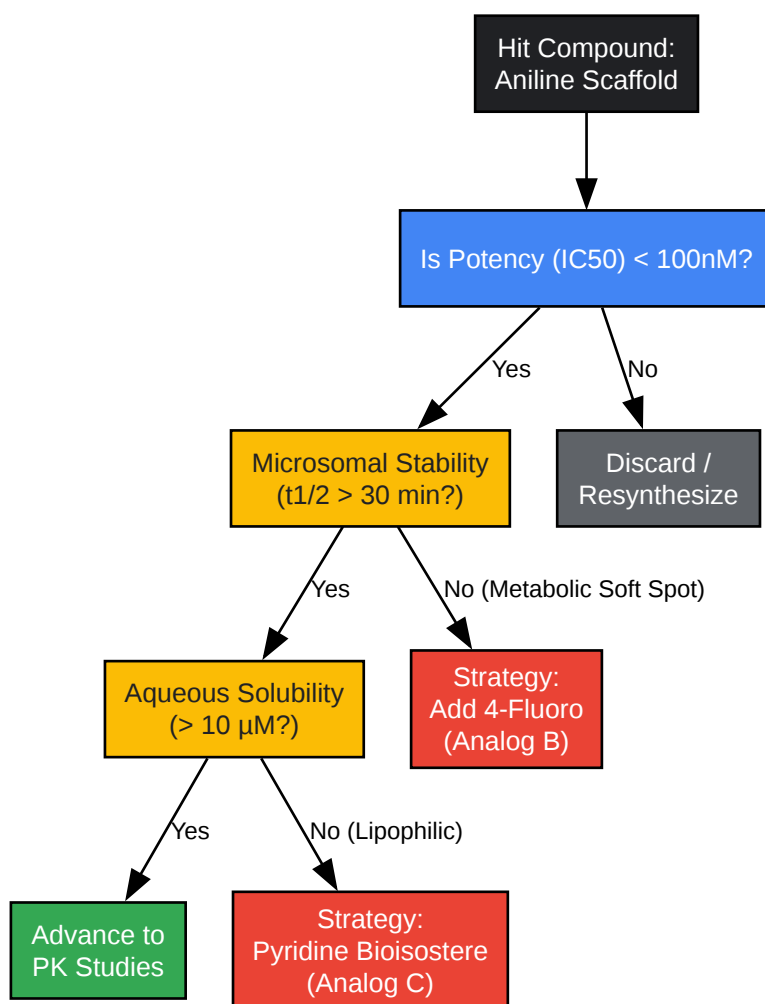 Hit Compound:
Aniline Scaffold
Is Potency (IC50) < 100nM?
Yes
No
Microsomal Stability
(t1/2 > 30 min?)
Discard /
Resynthesize
Yes
No (Metabolic Soft Spot)
Aqueous Solubility
(> 10 µM?)
Strategy:
Add 4-Fluoro
(Analog B)
Yes
No (Lipophilic)
Advance to
PK Studies
Strategy:
Pyridine Bioisostere
(Analog C)